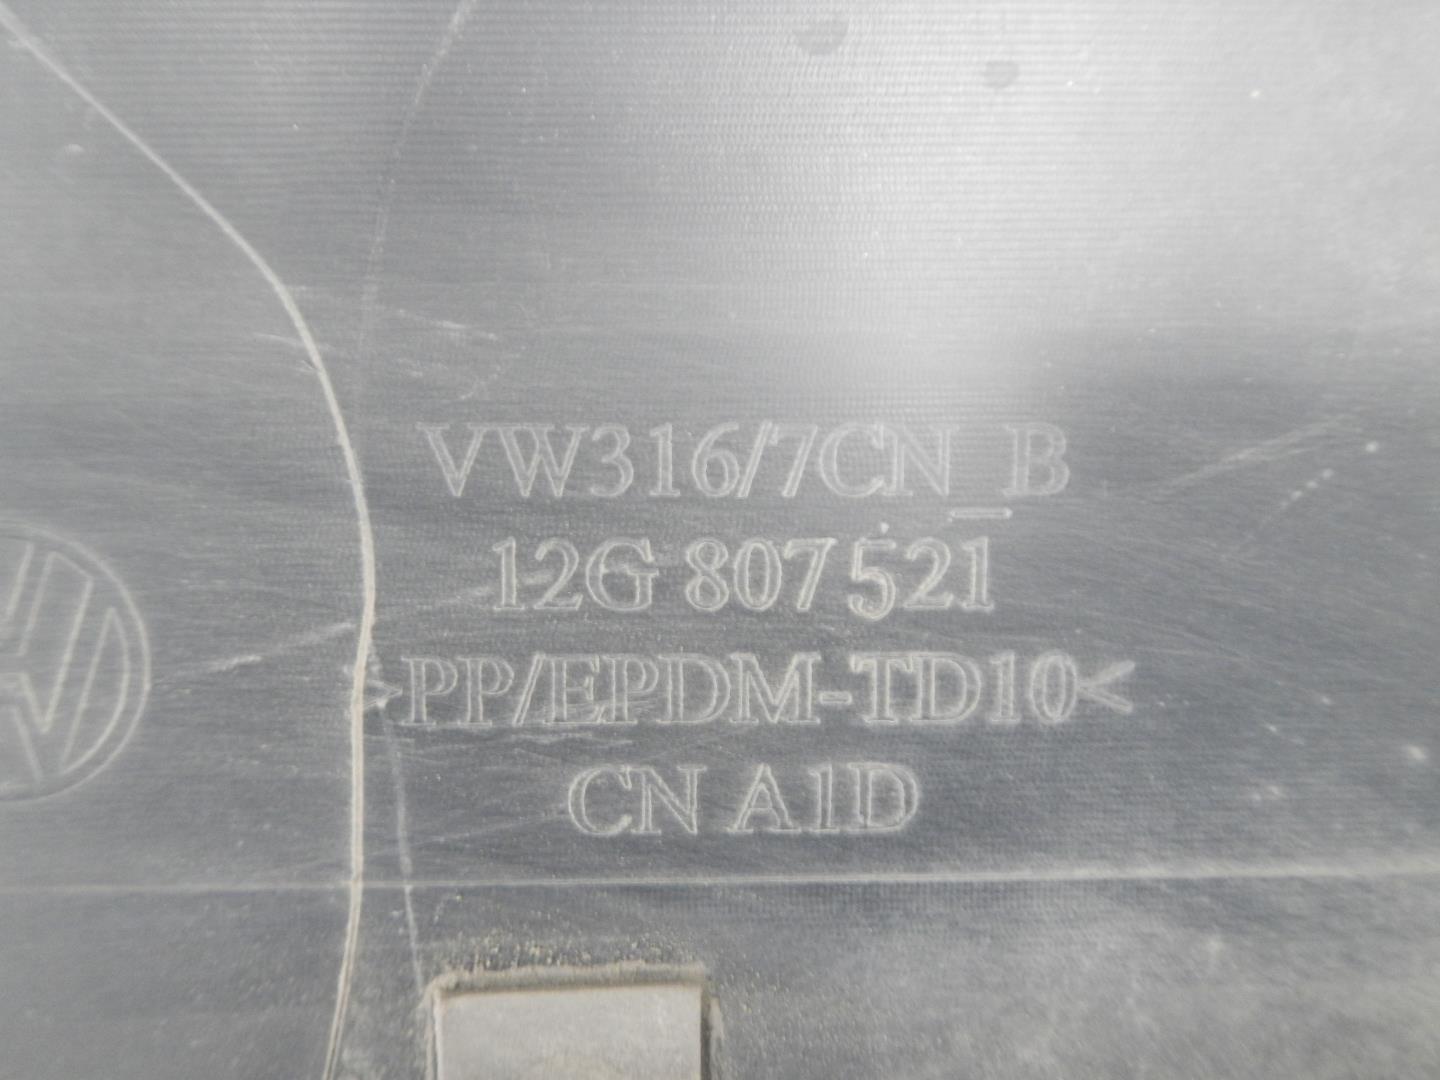 VW316/7CN_B
12G 807 521
>PP/EPDM-TD10<
CN A1D